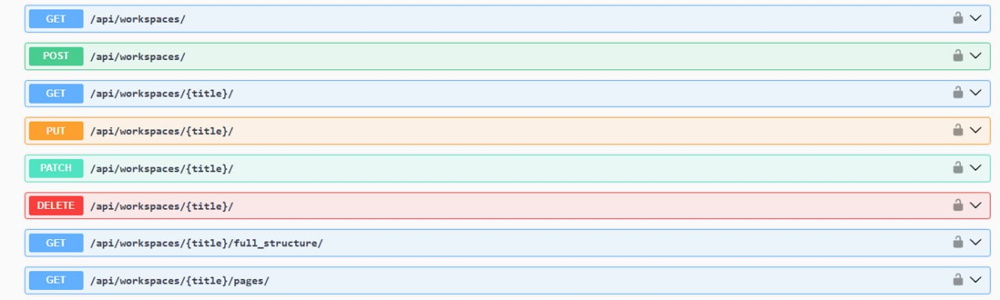 GET /api/workspaces/
POST /api/workspaces/
GET /api/workspaces/{title}/
PUT /api/workspaces/{title}/
PATCH /api/workspaces/{title}/
DELETE /api/workspaces/{title}/
GET /api/workspaces/{title}/full_structure/
GET /api/workspaces/{title}/pages/